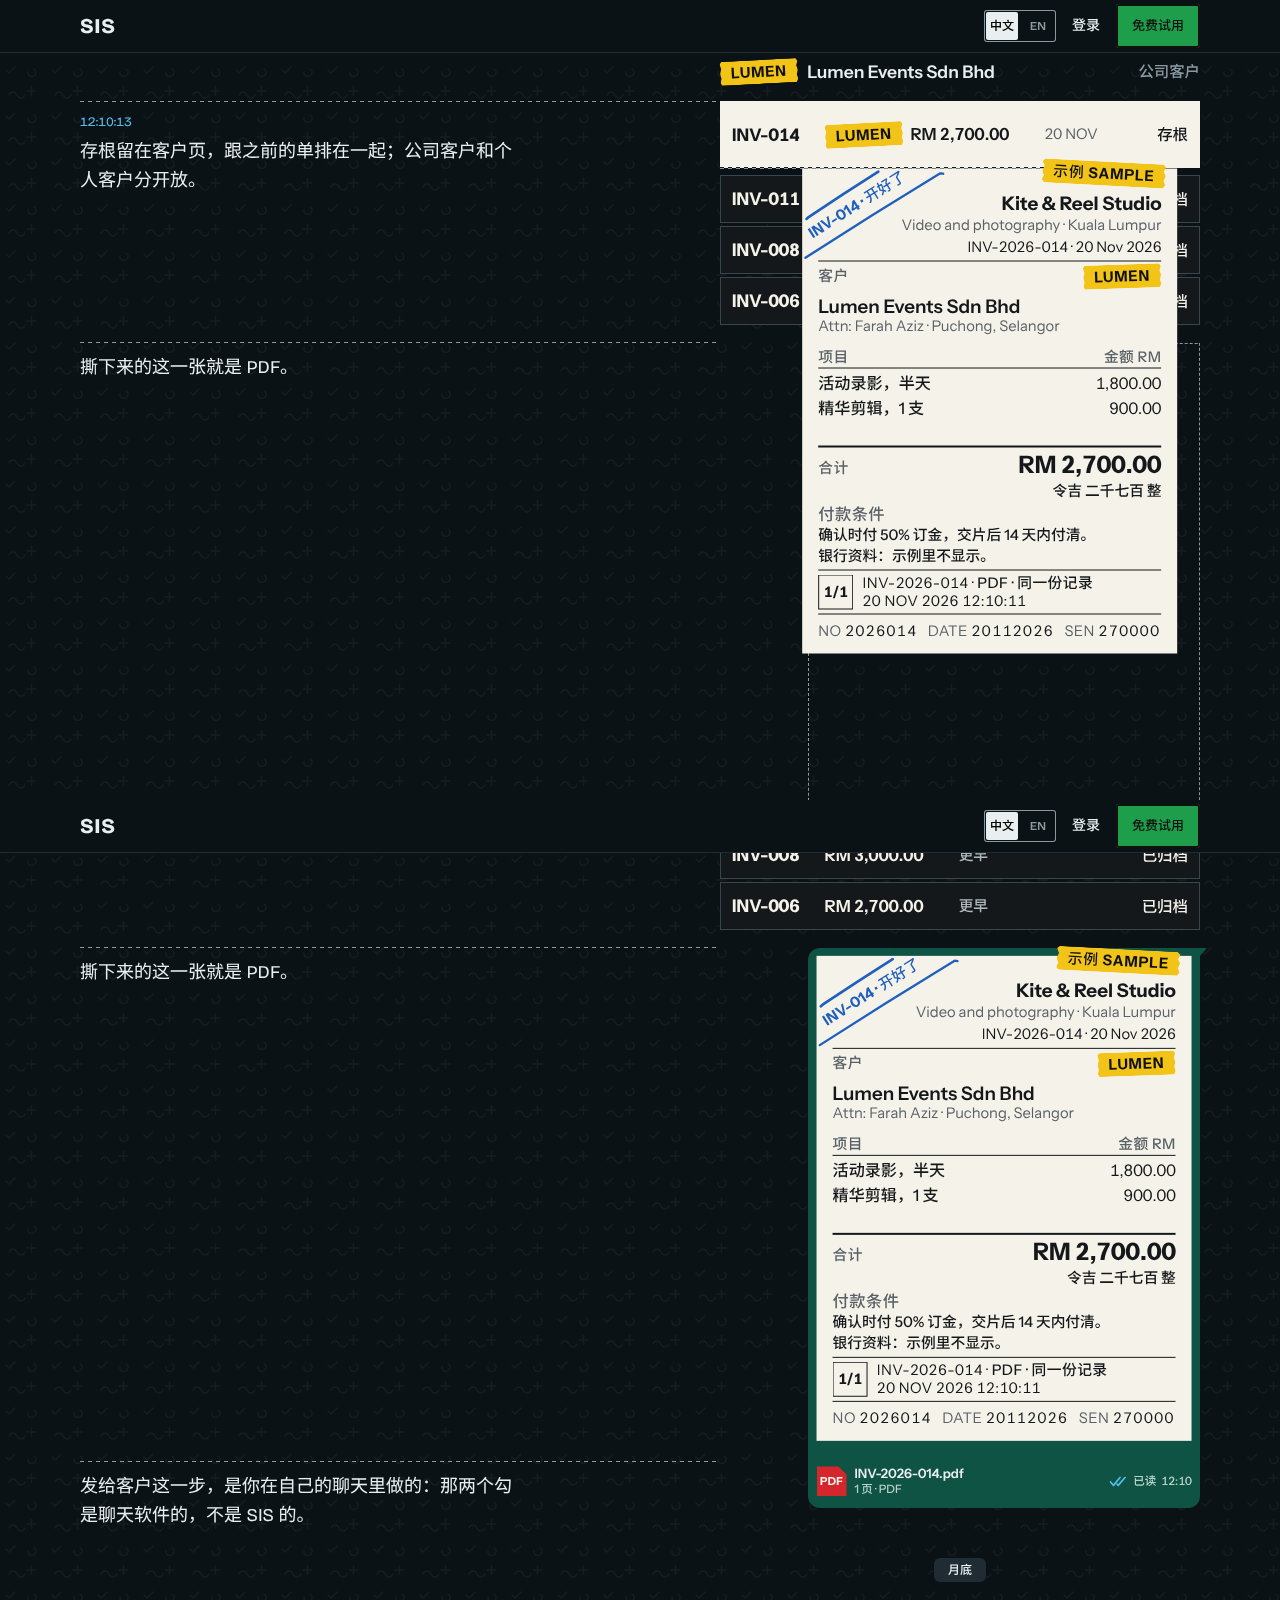 SIS
中文 EN 登录 免费试用
LUMEN Lumen Events Sdn Bhd 公司客户
12:10:13
存根留在客户页，跟之前的单排在一起；公司客户和个
人客户分开放。
INV-014 LUMEN RM 2,700.00 20 NOV 存根
INV-011 档
INV-008 档
INV-006 档
示例 SAMPLE
INV-014 · 开好了
Kite & Reel Studio
Video and photography · Kuala Lumpur
INV-2026-014 · 20 Nov 2026
客户 LUMEN
Lumen Events Sdn Bhd
Attn: Farah Aziz · Puchong, Selangor
项目 金额 RM
活动录影，半天 1,800.00
精华剪辑，1 支 900.00
合计 RM 2,700.00
令吉 二千七百 整
付款条件
确认时付 50% 订金，交片后 14 天内付清。
银行资料：示例里不显示。
1/1 INV-2026-014 · PDF · 同一份记录
20 NOV 2026 12:10:11
NO 2026014 DATE 20112026 SEN 270000
撕下来的这一张就是 PDF。
SIS
中文 EN 登录 免费试用
INV-008 RM 3,000.00 更早 已归档
INV-006 RM 2,700.00 更早 已归档
撕下来的这一张就是 PDF。
示例 SAMPLE
INV-014 · 开好了
Kite & Reel Studio
Video and photography · Kuala Lumpur
INV-2026-014 · 20 Nov 2026
客户 LUMEN
Lumen Events Sdn Bhd
Attn: Farah Aziz · Puchong, Selangor
项目 金额 RM
活动录影，半天 1,800.00
精华剪辑，1 支 900.00
合计 RM 2,700.00
令吉 二千七百 整
付款条件
确认时付 50% 订金，交片后 14 天内付清。
银行资料：示例里不显示。
1/1 INV-2026-014 · PDF · 同一份记录
20 NOV 2026 12:10:11
NO 2026014 DATE 20112026 SEN 270000
发给客户这一步，是你在自己的聊天里做的：那两个勾
是聊天软件的，不是 SIS 的。
PDF INV-2026-014.pdf
1 页 · PDF
已读 12:10
月底